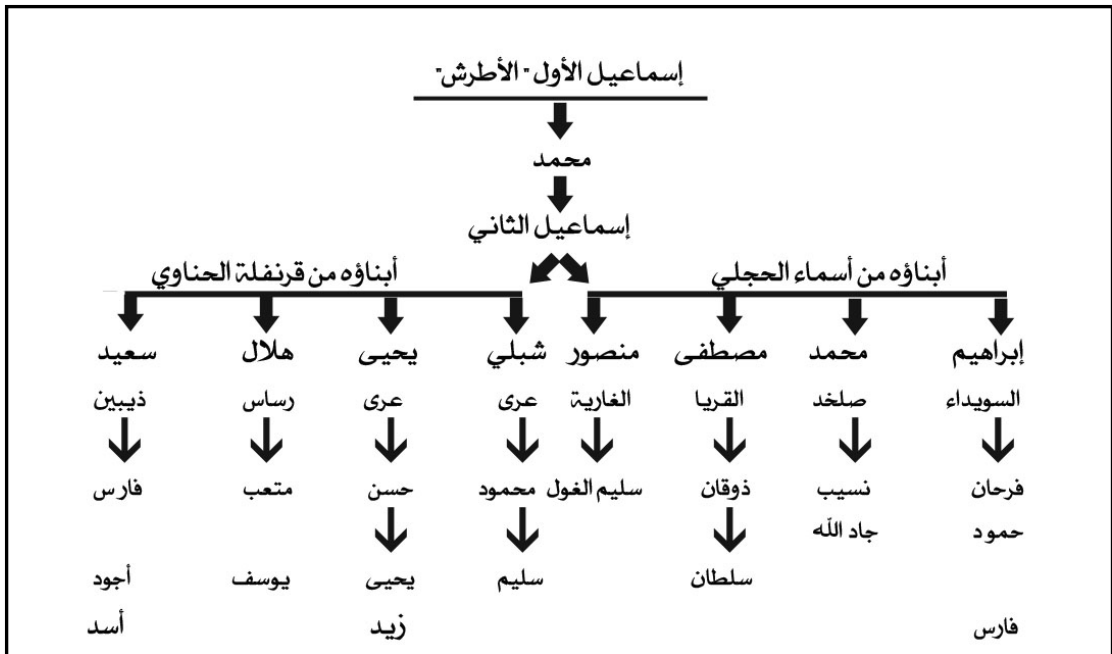 إسماعيل الأول - الأطرش-
محمد
إسماعيل الثاني
أبناؤه من أسماء الحجلي أبناؤه من قرنفلة الحناوي
إبراهيم محمد مصطفى منصور شبلي يحيى هلال سعيد
السويداء صلخد القريا الغارية عرى عرى رساس ذيبين
فرحان نسيب ذوقان سليم الغول محمود حسن متعب فارس
حمود جاد الله
سلطان سليم يحيى يوسف أجود
فارس زيد أسد